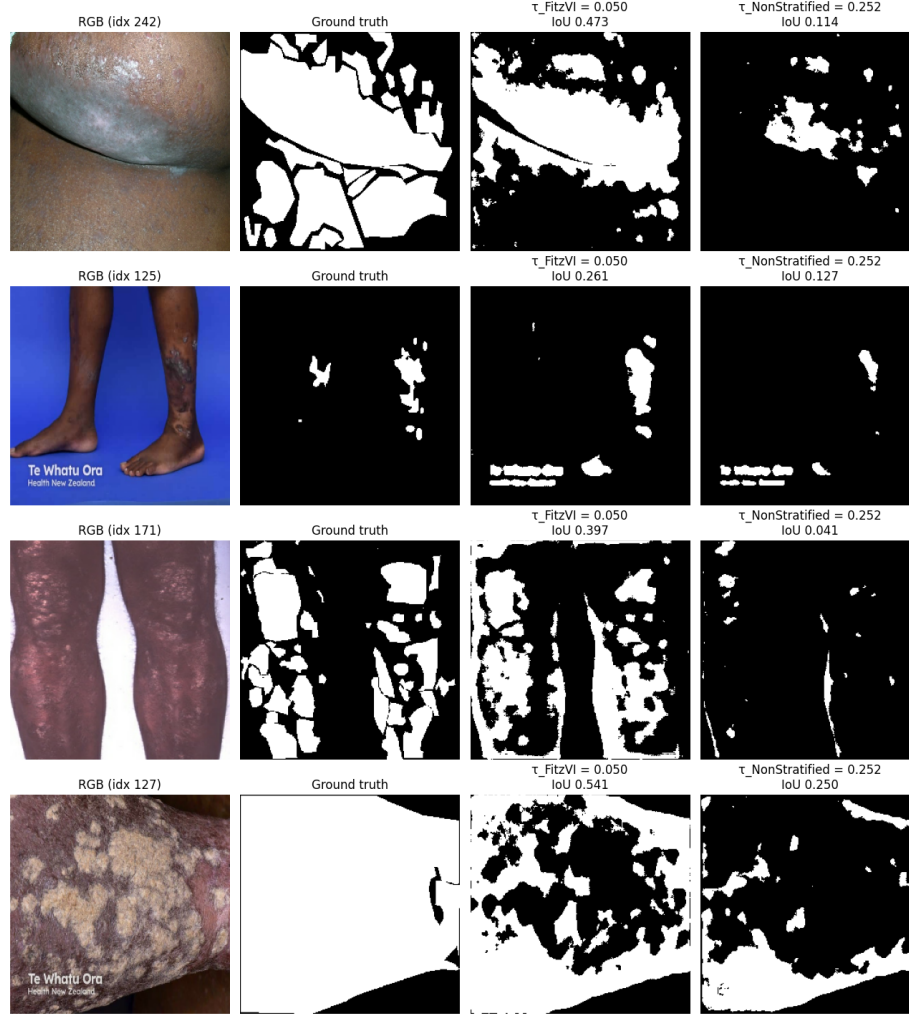 RGB (idx 242)
Ground truth
τ_FitzVI = 0.050
IoU 0.473
τ_NonStratified = 0.252
IoU 0.114
RGB (idx 125)
Ground truth
τ_FitzVI = 0.050
IoU 0.261
τ_NonStratified = 0.252
IoU 0.127
Te Whatu Ora
Health New Zealand
RGB (idx 171)
Ground truth
τ_FitzVI = 0.050
IoU 0.397
τ_NonStratified = 0.252
IoU 0.041
RGB (idx 127)
Ground truth
τ_FitzVI = 0.050
IoU 0.541
τ_NonStratified = 0.252
IoU 0.250
Te Whatu Ora
Health New Zealand